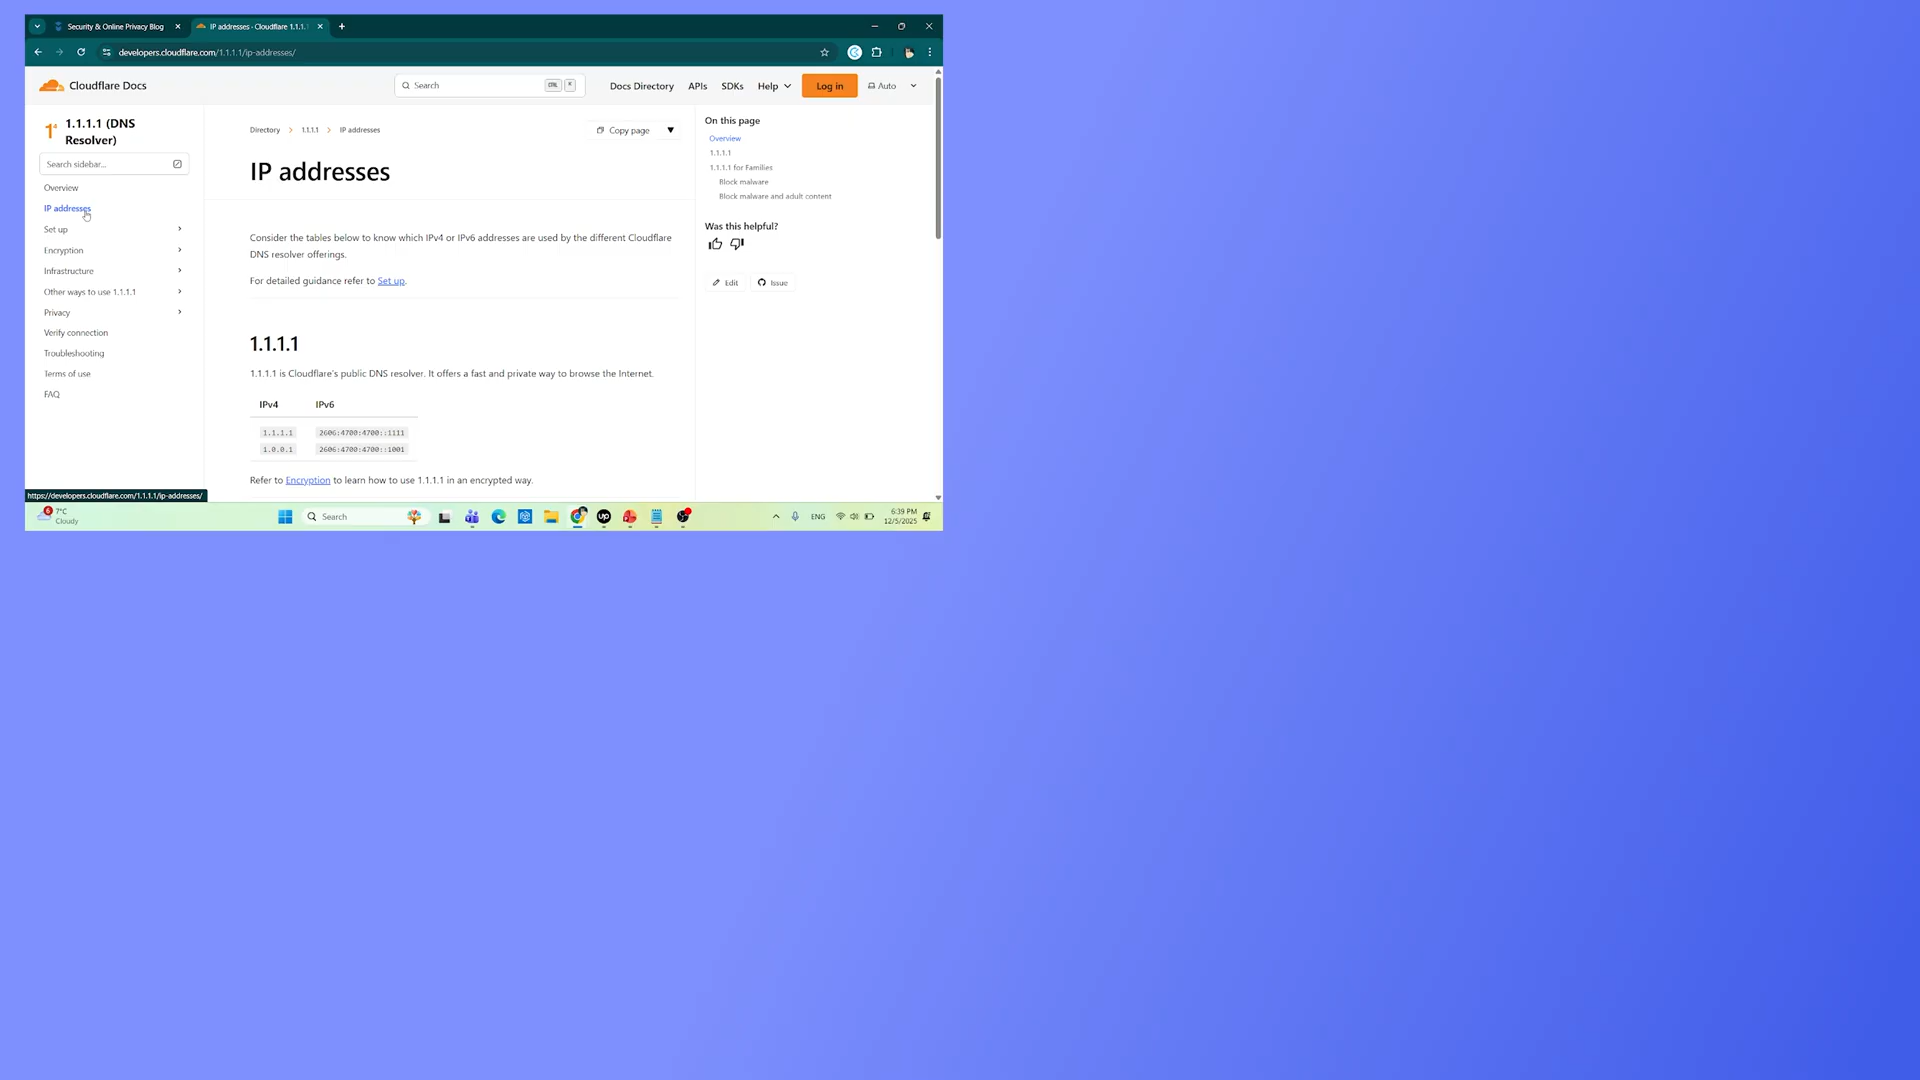 Security & Online Privacy Blog
IP addresses · Cloudflare 1.1.1.
developers.cloudflare.com/1.1.1.1/ip-addresses/
Cloudflare Docs
Search
CTRL K
Docs Directory
APIs
SDKs
Help
Log in
Auto
1.1.1.1 (DNS
Resolver)
Search sidebar...
Overview
IP addresses
Set up
Encryption
Infrastructure
Other ways to use 1.1.1.1
Privacy
Verify connection
Troubleshooting
Terms of use
FAQ
Directory
1.1.1.1
IP addresses
Copy page
IP addresses
Consider the tables below to know which IPv4 or IPv6 addresses are used by the different Cloudflare
DNS resolver offerings.
For detailed guidance refer to Set up.
1.1.1.1
1.1.1.1 is Cloudflare's public DNS resolver. It offers a fast and private way to browse the Internet.
IPv4 IPv6
1.1.1.1 2606:4700:4700::1111
1.0.0.1 2606:4700:4700::1001
Refer to Encryption to learn how to use 1.1.1.1 in an encrypted way.
On this page
Overview
1.1.1.1
1.1.1.1 for Families
Block malware
Block malware and adult content
Was this helpful?
Edit
Issue
https://developers.cloudflare.com/1.1.1.1/ip-addresses/
6
7°C
Cloudy
Search
up
ENG
6:39 PM
12/5/2025